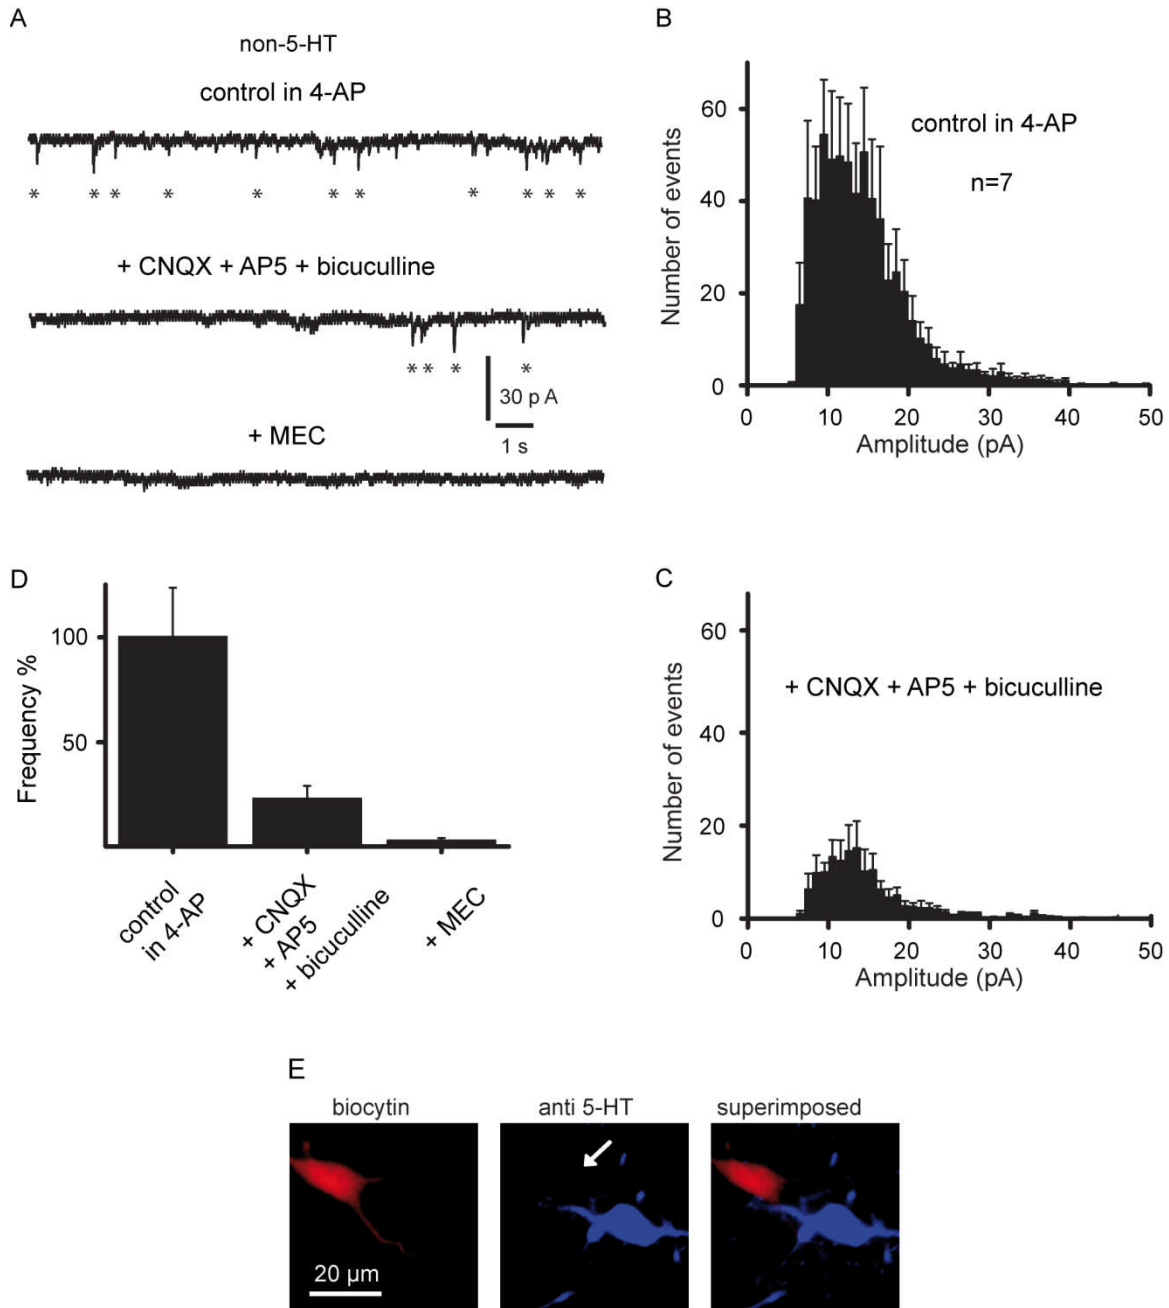 A
non-5-HT
control in 4-AP
* * * * * * * * * * *
+ CNQX + AP5 + bicuculline
* * * *
30 p A
1 s
+ MEC
B
Number of events
60
40
20
0
control in 4-AP
n=7
0 10 20 30 40 50
Amplitude (pA)
D
Frequency %
100
50
control
in 4-AP
+ CNQX
+ AP5
+ bicuculline
+ MEC
C
Number of events
60
40
20
0
+ CNQX + AP5 + bicuculline
0 10 20 30 40 50
Amplitude (pA)
E
biocytin
anti 5-HT
superimposed
20 µm